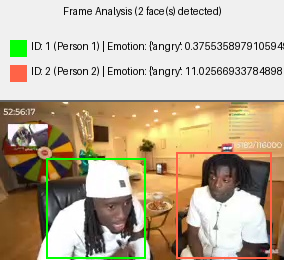 Frame Analysis (2 face(s) detected)
ID: 1 (Person 1) | Emotion: {'angry': 0.3755358979105949
ID: 2 (Person 2) | Emotion: {'angry': 11.02566933784898
52:56:17